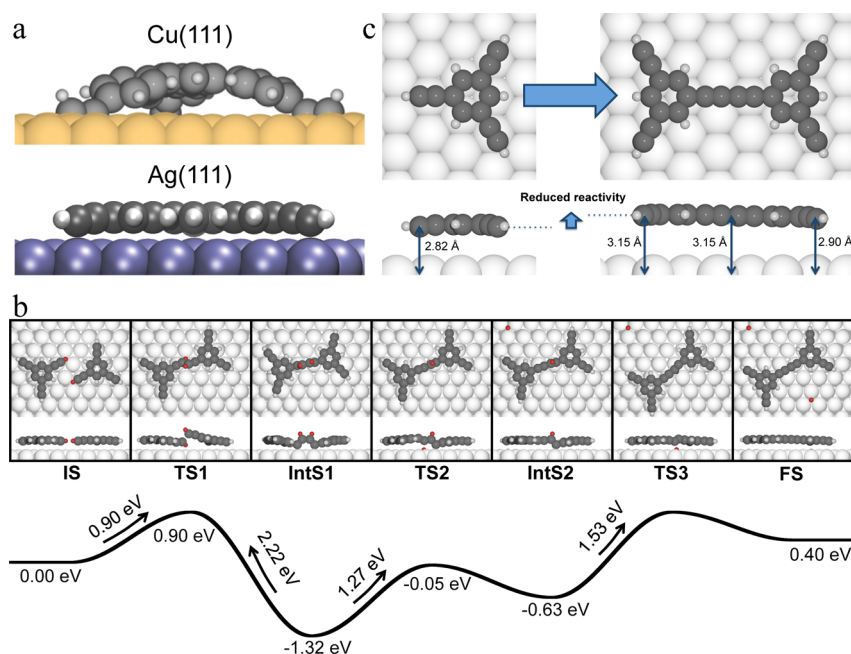 a
Cu(111)
Ag(111)
c
Reduced reactivity
2.82 Å
3.15 Å
3.15 Å
2.90 Å
b
IS
TS1
IntS1
TS2
IntS2
TS3
FS
0.00 eV
0.90 eV
0.90 eV
2.22 eV
-1.32 eV
1.27 eV
-0.05 eV
-0.63 eV
1.53 eV
0.40 eV